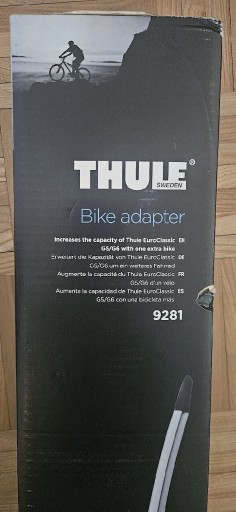 THULE®
SWEDEN
Bike adapter
Increases the capacity of Thule EuroClassic EN
G5/G6 with one extra bike
Erweitert die Kapazität von Thule EuroClassic DE
G5/G6 um ein weiteres Fahrrad
Augmente la capacité du Thule EuroClassic FR
G5/G6 d'un vélo
Aumenta la capacidad de Thule EuroClassic ES
G5/G6 con una bicicleta más
9281